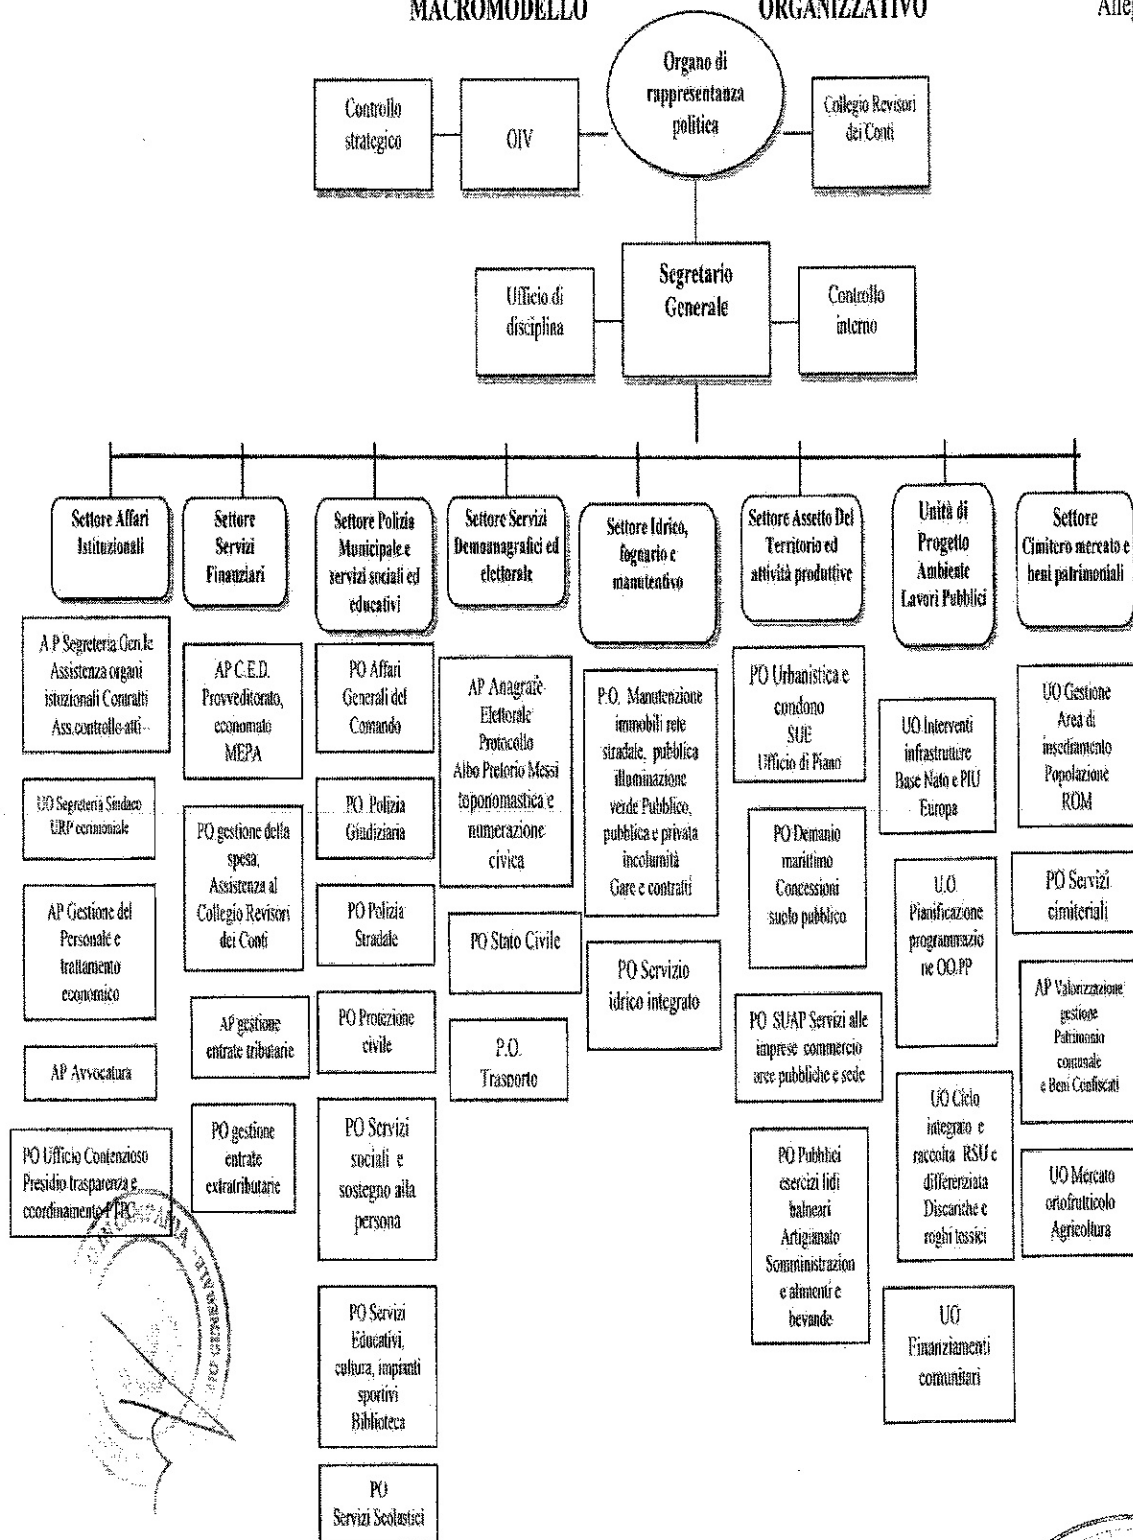 MACROMODELLO ORGANIZZATIVO
Organo di
rappresentanza
politica
Controllo
strategico
OIV
Collegio Revisori
dei Conti
Segretario
Generale
Ufficio di
disciplina
Controllo
interno
Settore Affari
Istituzionali
Settore
Servizi
Finanziari
Settore Polizia
Municipale e
servizi sociali ed
educativi
Settore Servizi
Demoanagrafici ed
elettorale
Settore Idrico,
fognario e
manutentivo
Settore Assetto Del
Territorio ed
attività produttive
Unità di
Progetto
Ambiente
Lavori Pubblici
Settore
Cimitero mercato e
beni patrimoniali
A P Segreteria Gen.le
Assistenza organi
istuzionali Contratti
Ass.controllo atti
UO Segreteria Sindaco
URP cerimoniale
AP Gestione del
Personale e
trattamento
economico
AP Avvocatura
PO Ufficio Contenzioso
Presidio trasparenza e
coordinamento PTPC
AP C.E.D.
Provveditorato,
economato
MEPA
PO gestione della
spesa,
Assistenza al
Collegio Revisori
dei Conti
AP gestione
entrate tributarie
PO gestione
entrate
extratributarie
PO Affari
Generali del
Comando
PO Polizia
Giudiziaria
PO Polizia
Stradale
PO Protezione
civile
PO Servizi
sociali e
sostegno alla
persona
PO Servizi
Educativi,
cultura, impianti
sportivi
Biblioteca
PO
Servizi Scolastici
AP Anagrafe
Elettorale
Protocollo
Albo Pretorio Messi
toponomastica e
numerazione
civica
PO Stato Civile
P.O.
Trasporto
P.O. Manutenzione
immobili rete
stradale, pubblica
illuminazione
verde Pubblico,
pubblica e privata
incolumità
Gare e contratti
PO Servizio
idrico integrato
PO Urbanistica e
condono
SUE
Ufficio di Piano
PO Demanio
marittimo
Concessioni
suolo pubblico
PO SUAP Servizi alle
imprese commercio
aree pubbliche e sede
PO Pubblici
esercizi lidi
balneari
Artigianato
Somministrazion
e alimenti e
bevande
UO Interventi
infrastrutture
Base Nato e PIU
Europa
U.O.
Pianificazione
programmazio
ne OO.PP
UO Ciclo
integrato e
raccolta RSU e
differenziata
Discariche e
roghi tossici
UO
Finanziamenti
comunitari
UO Gestione
Area di
insediamento
Popolazione
ROM
PO Servizi
cimiteriali
AP Valorizzazione
gestione
Patrimonio
comunale
e Beni Confiscati
UO Mercato
ortofrutticolo
Agricoltura